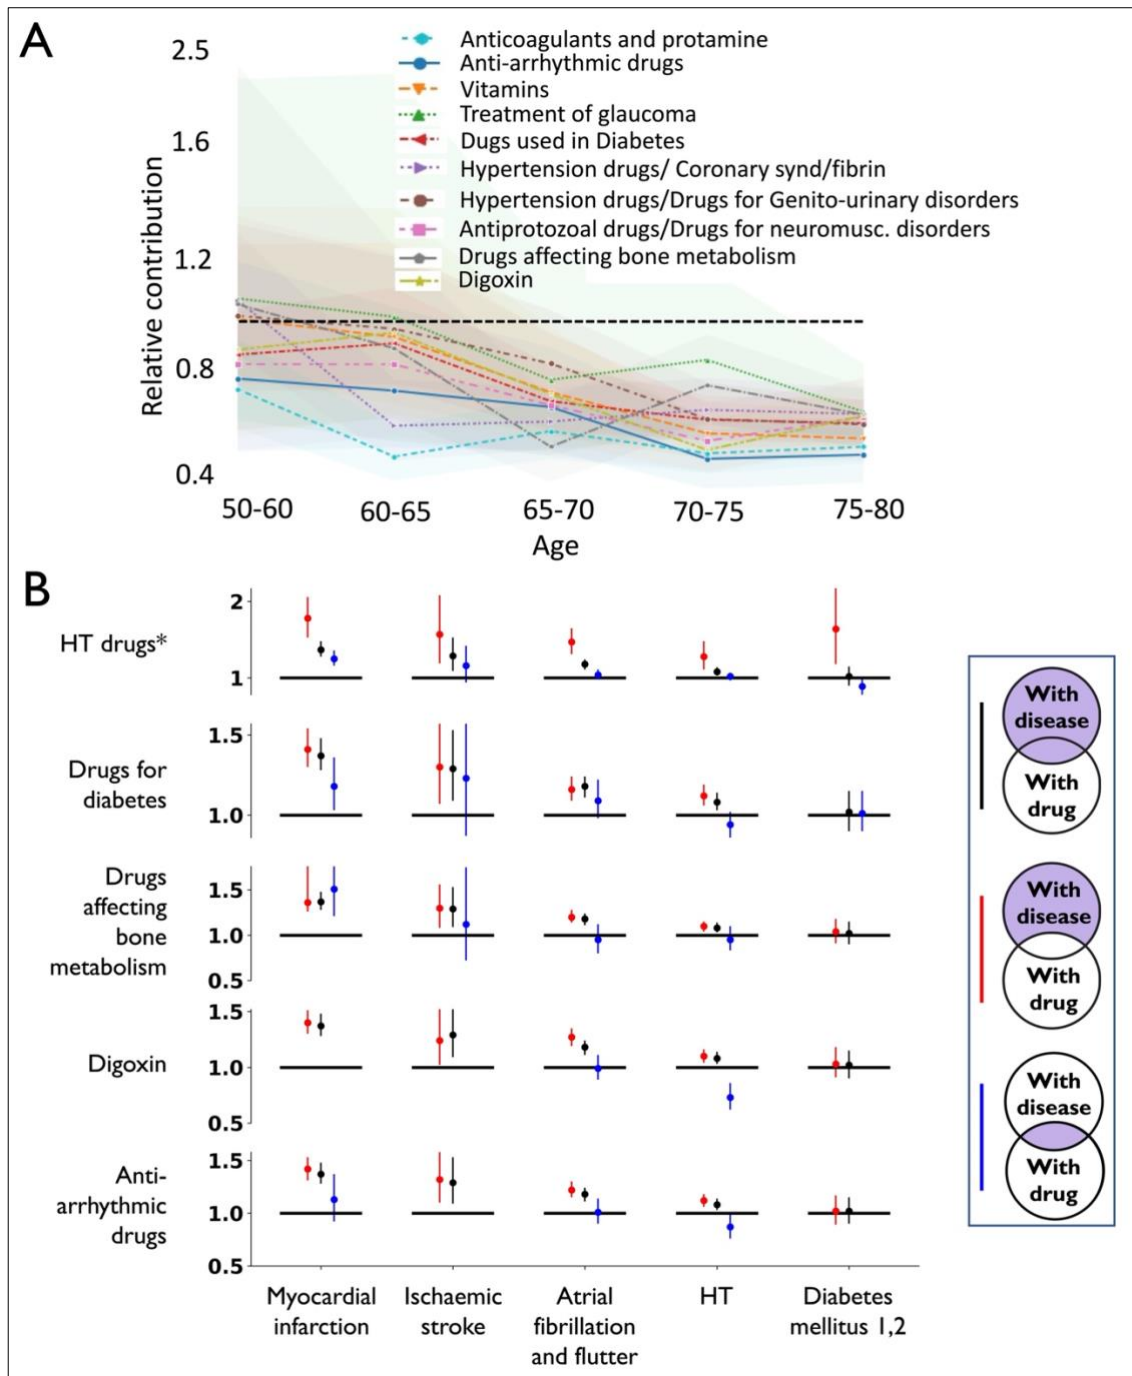 A
2.5
1.6
1.2
0.8
0.4
Relative contribution
Anticoagulants and protamine
Anti-arrhythmic drugs
Vitamins
Treatment of glaucoma
Dugs used in Diabetes
Hypertension drugs/ Coronary synd/fibrin
Hypertension drugs/Drugs for Genito-urinary disorders
Antiprotozoal drugs/Drugs for neuromusc. disorders
Drugs affecting bone metabolism
Digoxin
50-60 60-65 65-70 70-75 75-80
Age
B
HT drugs*
2
1
Drugs for
diabetes
1.5
1.0
Drugs
affecting
bone
metabolism
1.5
1.0
0.5
Digoxin
1.5
1.0
0.5
Anti-
arrhythmic
drugs
1.5
1.0
0.5
Myocardial
infarction
Ischaemic
stroke
Atrial
fibrillation
and flutter
HT
Diabetes
mellitus 1,2
With
disease
With
drug
With
disease
With
drug
With
disease
With
drug